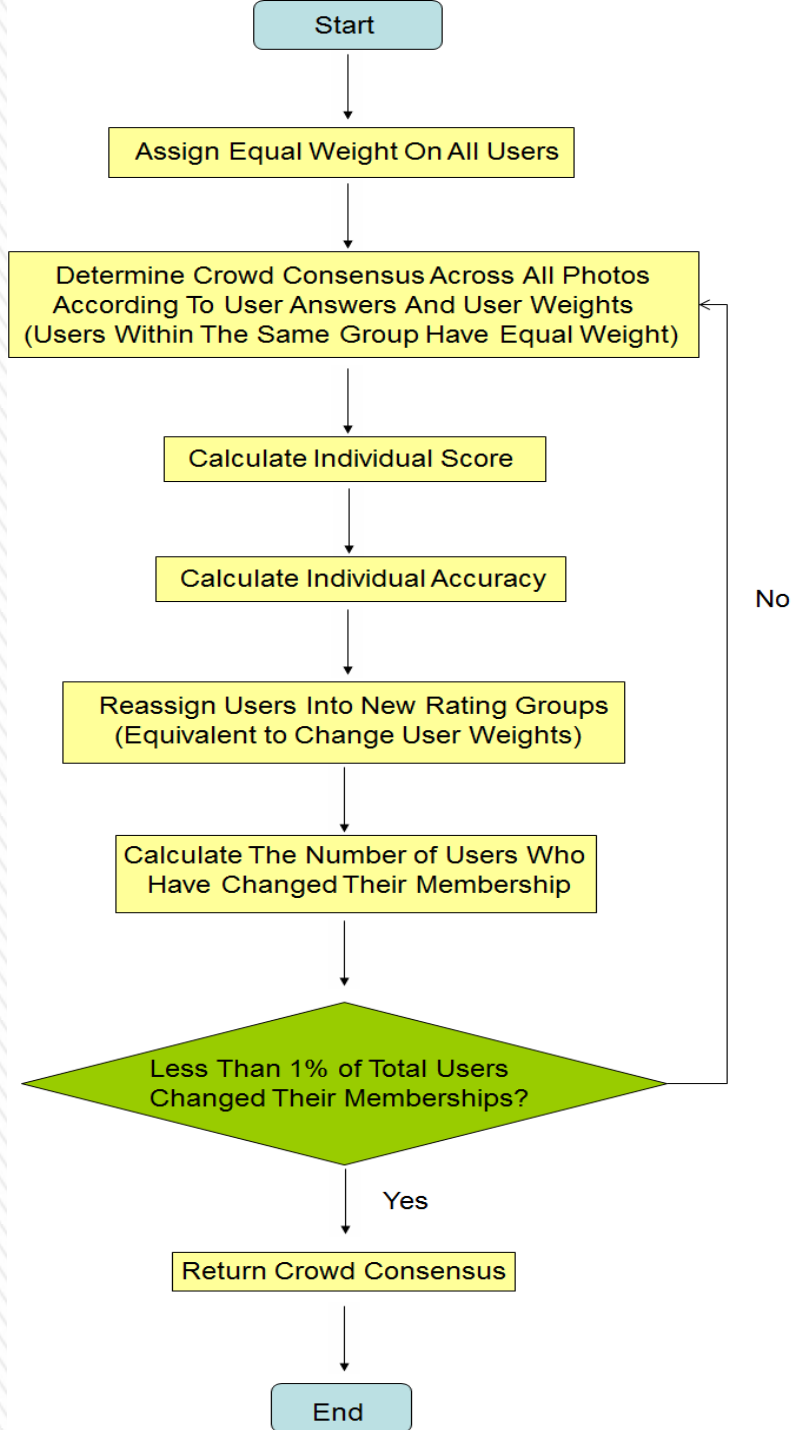 Start
Assign Equal Weight On All Users
Determine Crowd Consensus Across All Photos
According To User Answers And User Weights
(Users Within The Same Group Have Equal Weight)
Calculate Individual Score
Calculate Individual Accuracy
No
Reassign Users Into New Rating Groups
(Equivalent to Change User Weights)
Calculate The Number of Users Who
Have Changed Their Membership
Less Than 1% of Total Users
Changed Their Memberships?
Yes
Return Crowd Consensus
End